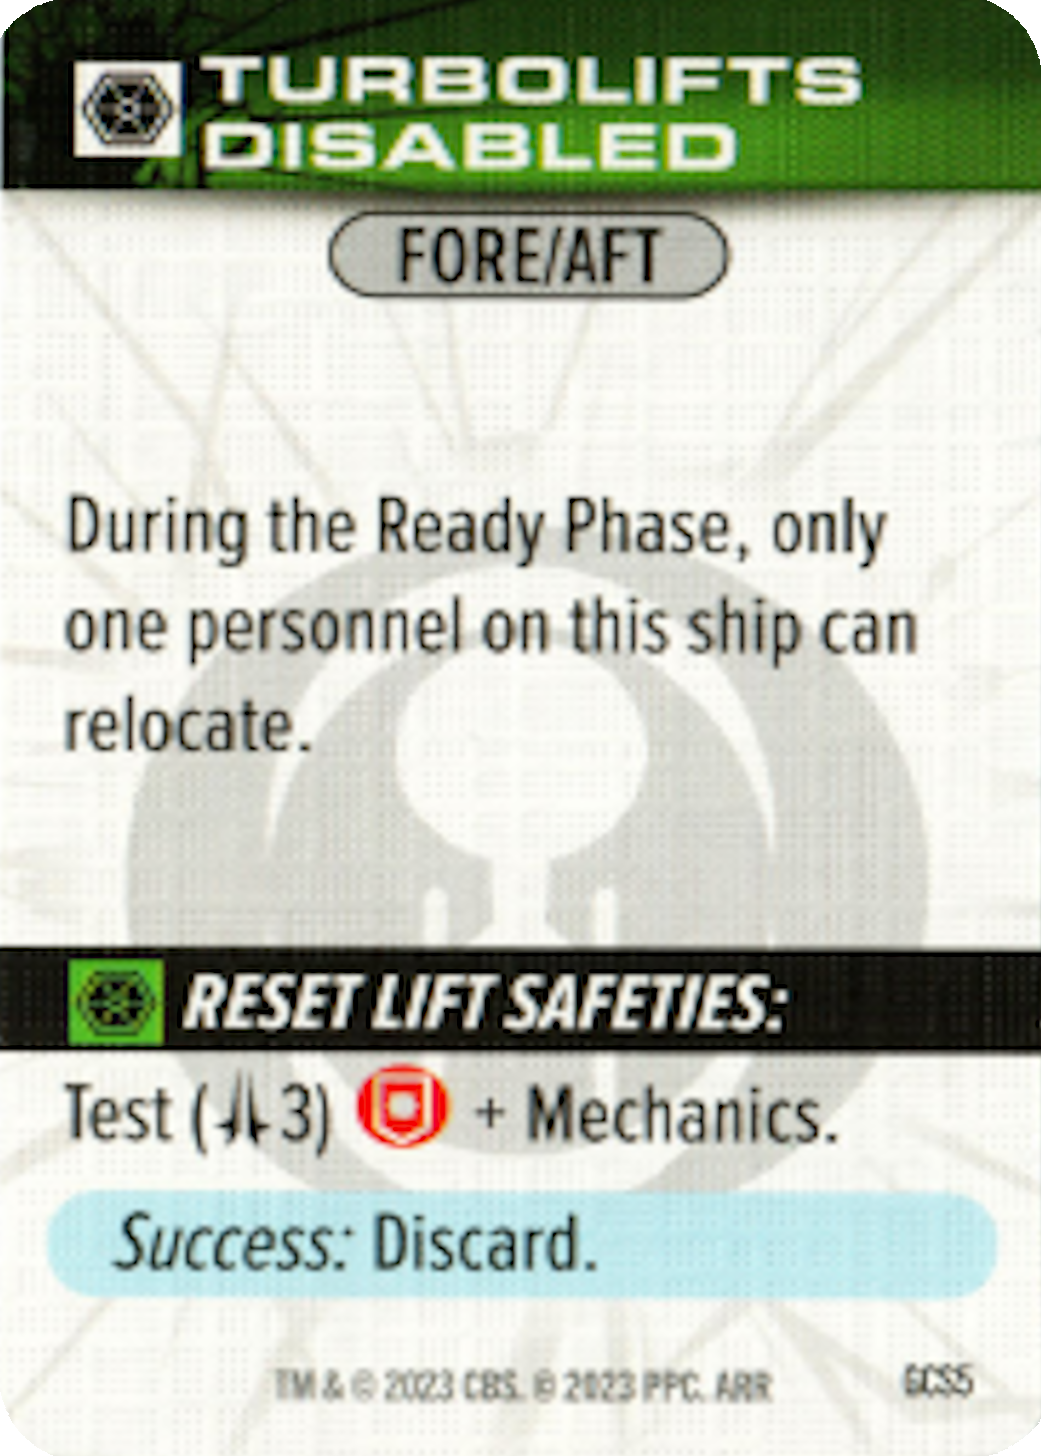 TURBOLIFTS
DISABLED
FORE/AFT
During the Ready Phase, only
one personnel on this ship can
relocate.
RESET LIFT SAFETIES:
Test (3) + Mechanics.
Success: Discard.
TM & © 2023 CBS. © 2023 PPC. ARR
GCS5